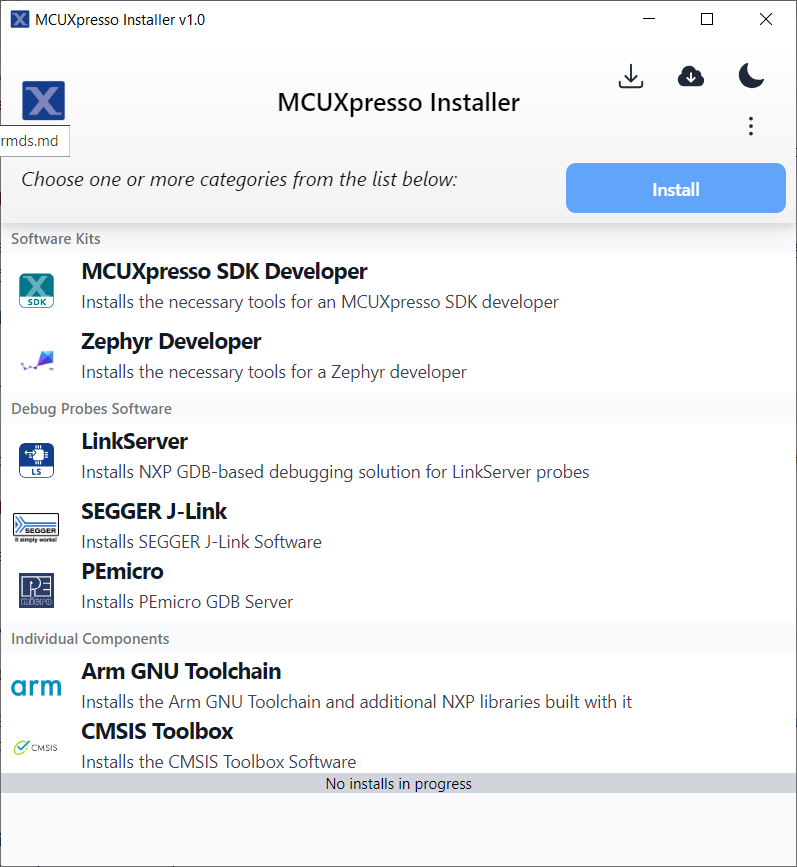 MCUXpresso Installer v1.0
MCUXpresso Installer
rmds.md
Choose one or more categories from the list below:
Install
Software Kits
MCUXpresso SDK Developer
SDK
Installs the necessary tools for an MCUXpresso SDK developer
Zephyr Developer
Installs the necessary tools for a Zephyr developer
Debug Probes Software
LinkServer
LS
Installs NXP GDB-based debugging solution for LinkServer probes
SEGGER J-Link
SEGGER
It simply works!
Installs SEGGER J-Link Software
PEmicro
PE
micro
Installs PEmicro GDB Server
Individual Components
Arm GNU Toolchain
arm
Installs the Arm GNU Toolchain and additional NXP libraries built with it
CMSIS Toolbox
CMSIS
Installs the CMSIS Toolbox Software
No installs in progress